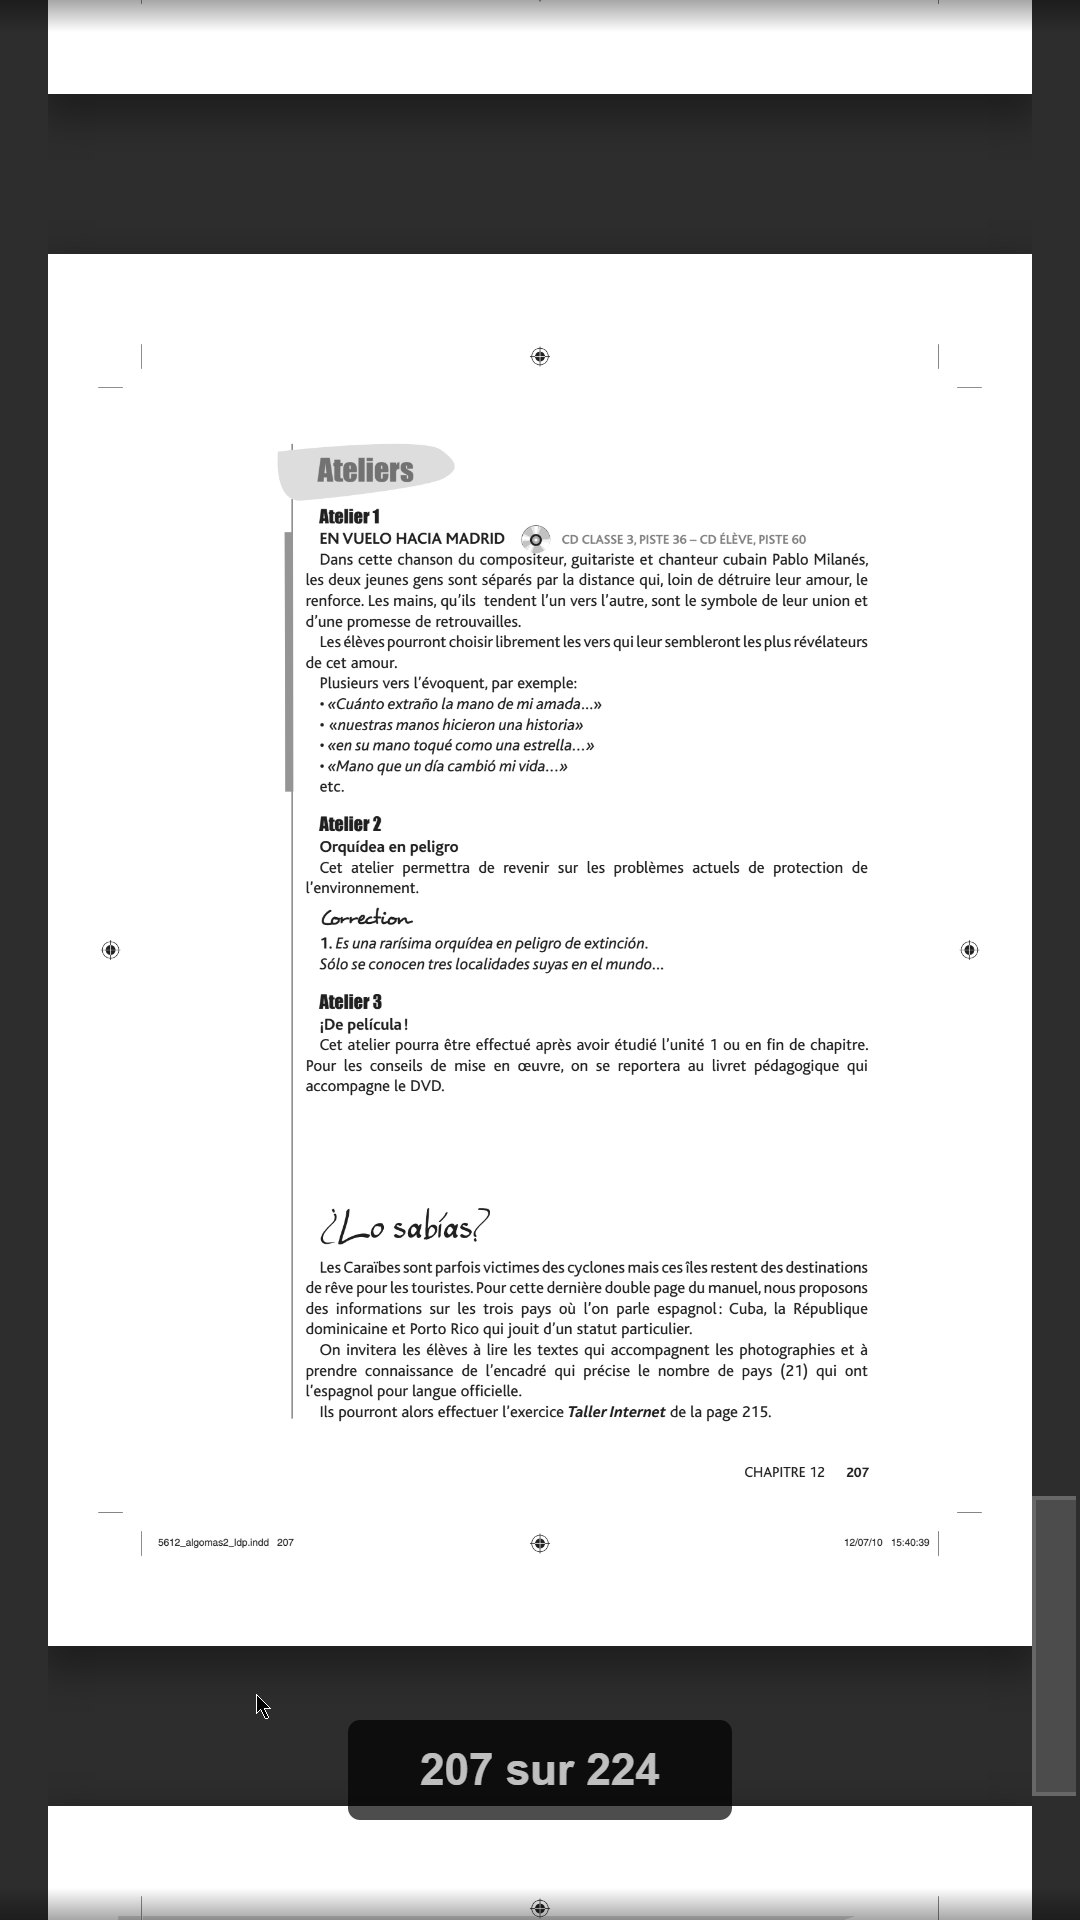 Ateliers
Atelier 1
EN VUELO HACIA MADRID CD CLASSE 3, PISTE 36 – CD ÉLÈVE, PISTE 60
Dans cette chanson du compositeur, guitariste et chanteur cubain Pablo Milanés,
les deux jeunes gens sont séparés par la distance qui, loin de détruire leur amour, le
renforce. Les mains, qu’ils tendent l’un vers l’autre, sont le symbole de leur union et
d’une promesse de retrouvailles.
Les élèves pourront choisir librement les vers qui leur sembleront les plus révélateurs
de cet amour.
Plusieurs vers l’évoquent, par exemple:
• «Cuánto extraño la mano de mi amada...»
• «nuestras manos hicieron una historia»
• «en su mano toqué como una estrella...»
• «Mano que un día cambió mi vida...»
etc.
Atelier 2
Orquídea en peligro
Cet atelier permettra de revenir sur les problèmes actuels de protection de
l’environnement.
Correction
1. Es una rarísima orquídea en peligro de extinción.
Sólo se conocen tres localidades suyas en el mundo...
Atelier 3
¡De película !
Cet atelier pourra être effectué après avoir étudié l’unité 1 ou en fin de chapitre.
Pour les conseils de mise en œuvre, on se reportera au livret pédagogique qui
accompagne le DVD.
¿Lo sabías?
Les Caraïbes sont parfois victimes des cyclones mais ces îles restent des destinations
de rêve pour les touristes. Pour cette dernière double page du manuel, nous proposons
des informations sur les trois pays où l’on parle espagnol : Cuba, la République
dominicaine et Porto Rico qui jouit d’un statut particulier.
On invitera les élèves à lire les textes qui accompagnent les photographies et à
prendre connaissance de l’encadré qui précise le nombre de pays (21) qui ont
l’espagnol pour langue officielle.
Ils pourront alors effectuer l’exercice Taller Internet de la page 215.
CHAPITRE 12 207
5612_algomas2_ldp.indd 207 12/07/10 15:40:39
207 sur 224